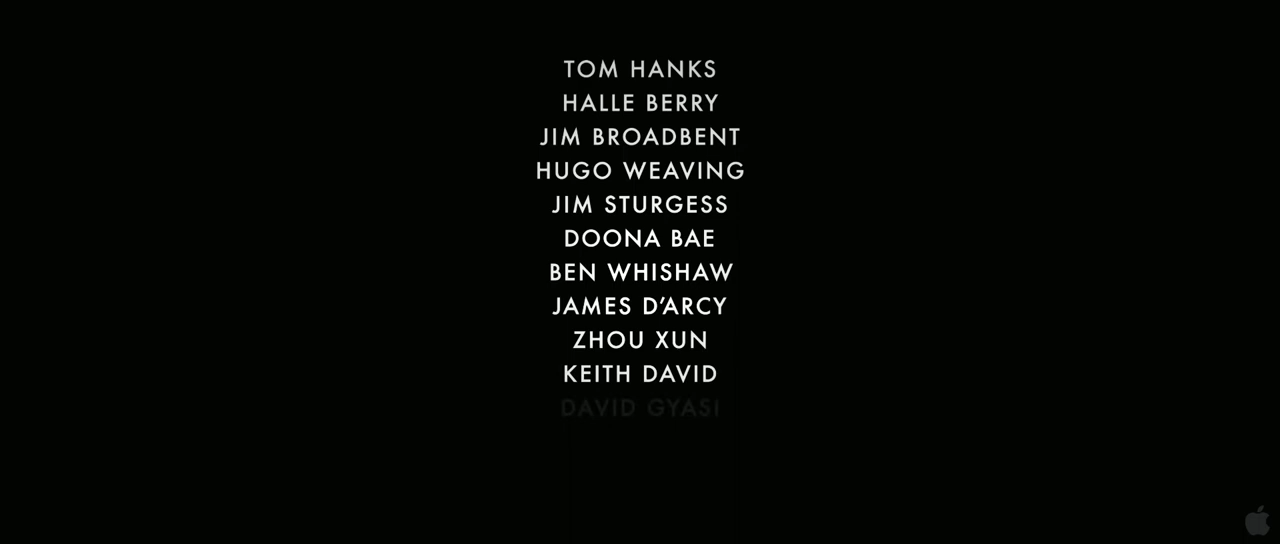 TOM HANKS
HALLE BERRY
JIM BROADBENT
HUGO WEAVING
JIM STURGESS
DOONA BAE
BEN WHISHAW
JAMES D’ARCY
ZHOU XUN
KEITH DAVID
DAVID GYASI